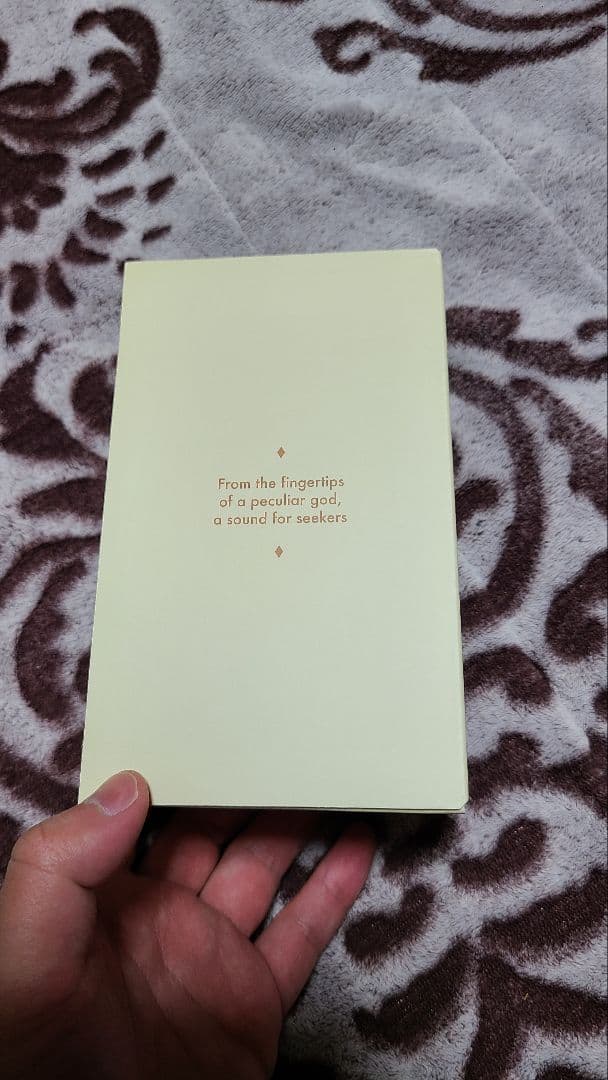 From the fingertips
of a peculiar god,
a sound for seekers